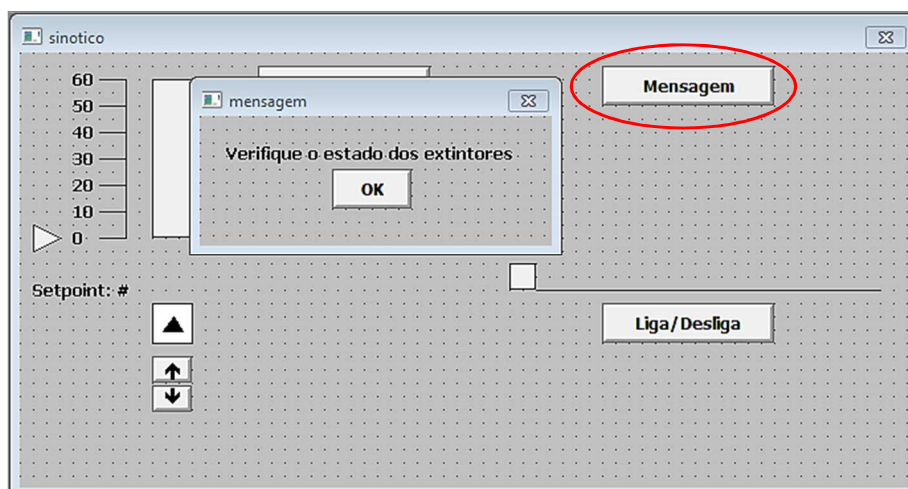 sinotico
60
50
40
30
20
10
0
mensagem
Verifique o estado dos extintores
OK
Mensagem
Setpoint: #
Liga/Desliga